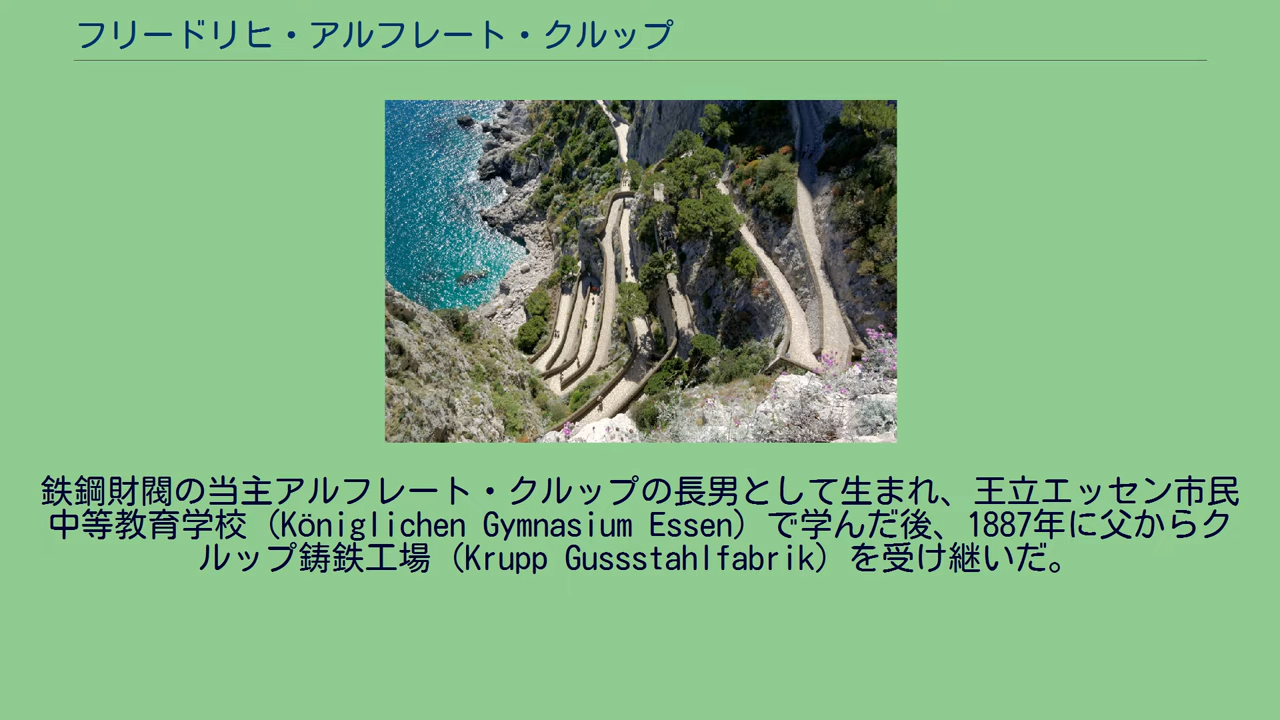 フリードリヒ・アルフレート・クルップ
鉄鋼財閥の当主アルフレート・クルップの長男として生まれ、王立エッセン市民
中等教育学校（Königlichen Gymnasium Essen）で学んだ後、1887年に父からク
ルップ鋳鉄工場（Krupp Gussstahlfabrik）を受け継いだ。